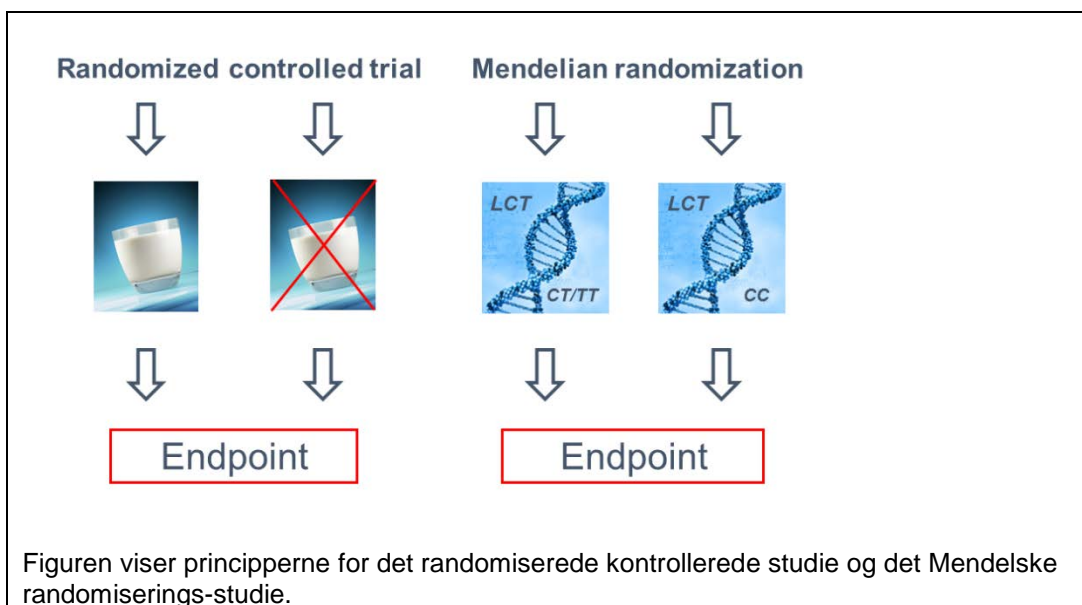 Randomized controlled trial
Mendelian randomization
LCT
CT/TT
LCT
CC
Endpoint
Endpoint
Figuren viser principperne for det randomiserede kontrollerede studie og det Mendelske
randomiserings-studie.